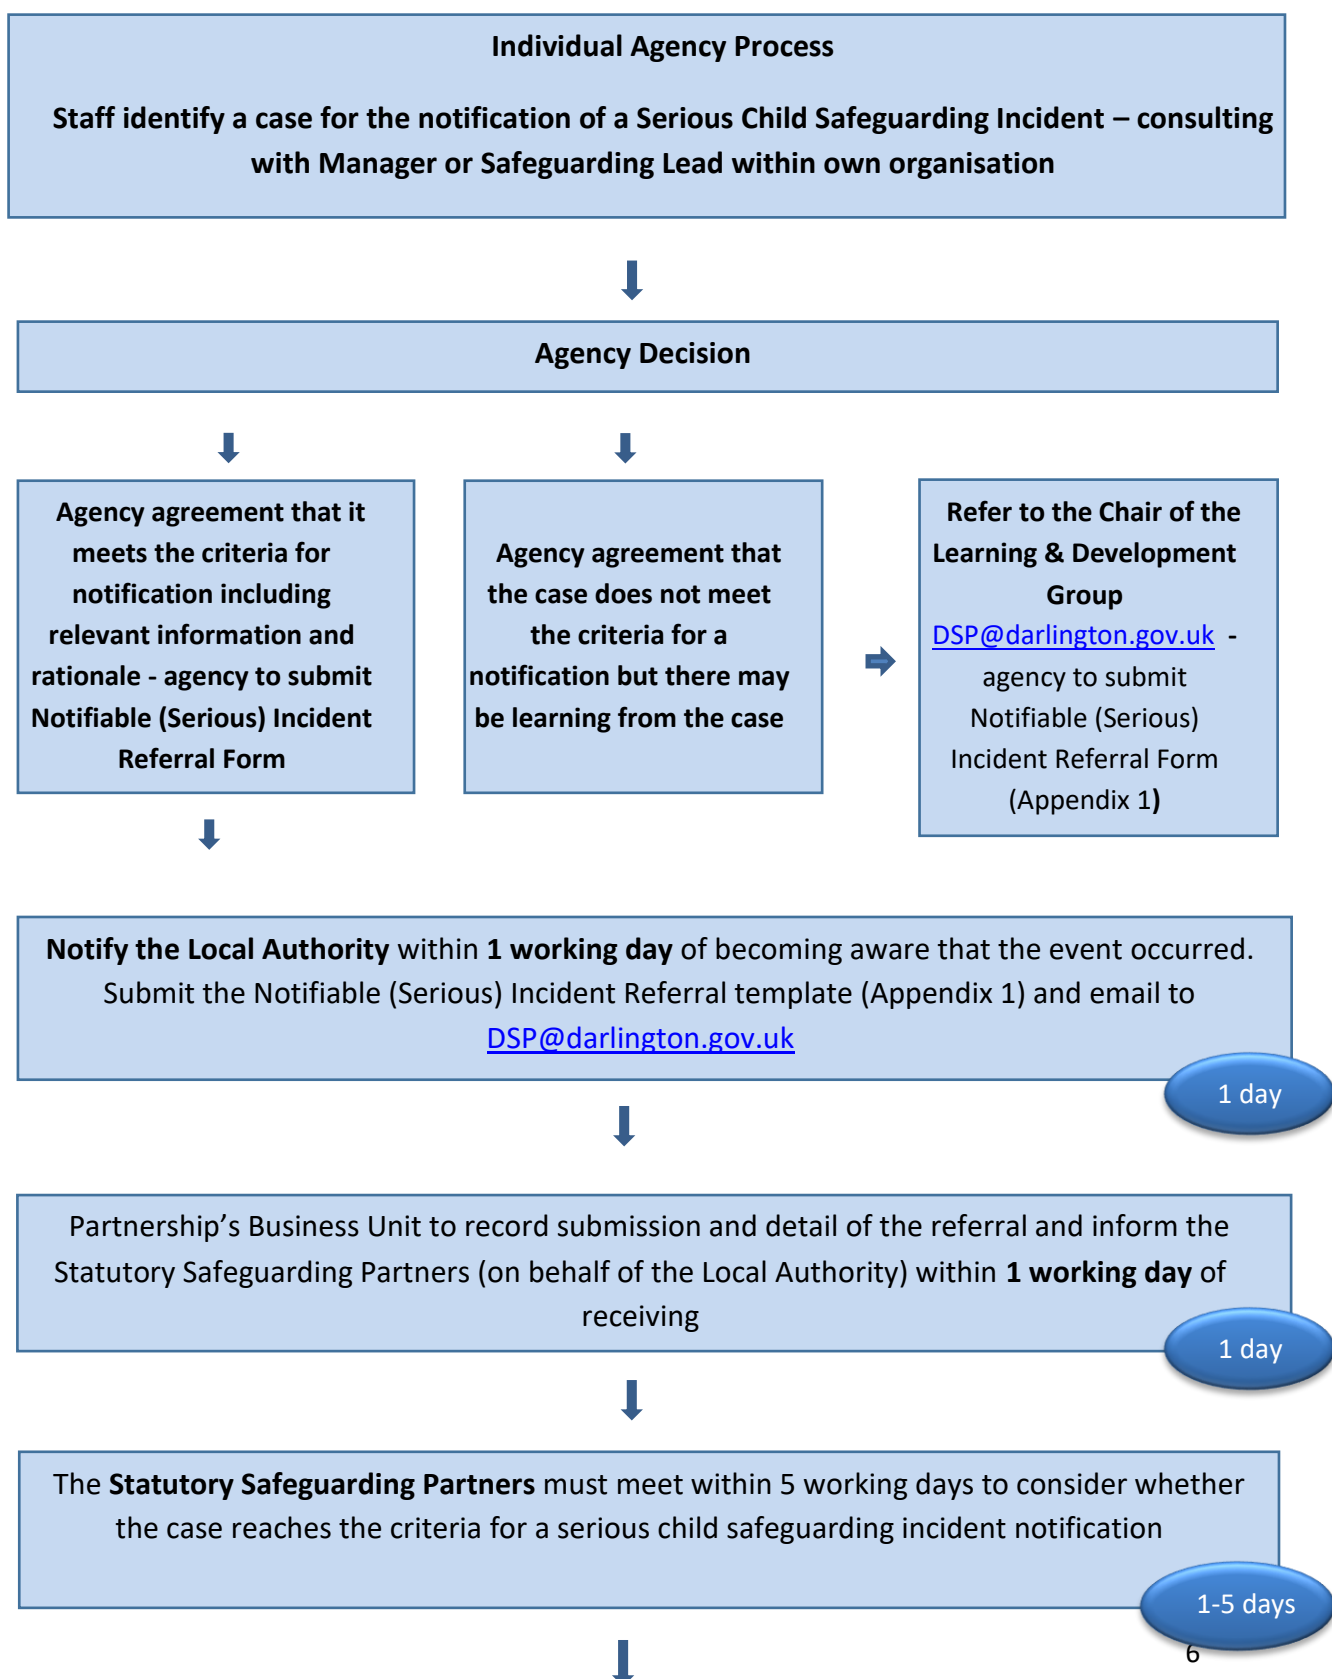 Individual Agency Process
Staff identify a case for the notification of a Serious Child Safeguarding Incident – consulting
with Manager or Safeguarding Lead within own organisation
Agency Decision
Agency agreement that it
meets the criteria for
notification including
relevant information and
rationale - agency to submit
Notifiable (Serious) Incident
Referral Form
Agency agreement that
the case does not meet
the criteria for a
notification but there may
be learning from the case
Refer to the Chair of the
Learning & Development
Group
DSP@darlington.gov.uk -
agency to submit
Notifiable (Serious)
Incident Referral Form
(Appendix 1)
Notify the Local Authority within 1 working day of becoming aware that the event occurred.
Submit the Notifiable (Serious) Incident Referral template (Appendix 1) and email to
DSP@darlington.gov.uk
1 day
Partnership’s Business Unit to record submission and detail of the referral and inform the
Statutory Safeguarding Partners (on behalf of the Local Authority) within 1 working day of
receiving
1 day
The Statutory Safeguarding Partners must meet within 5 working days to consider whether
the case reaches the criteria for a serious child safeguarding incident notification
1-5 days
6